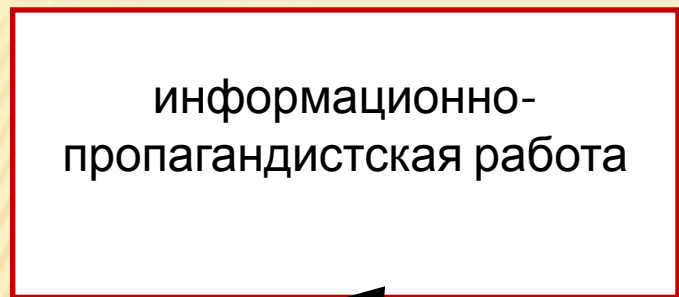 информационно-
пропагандистская работа